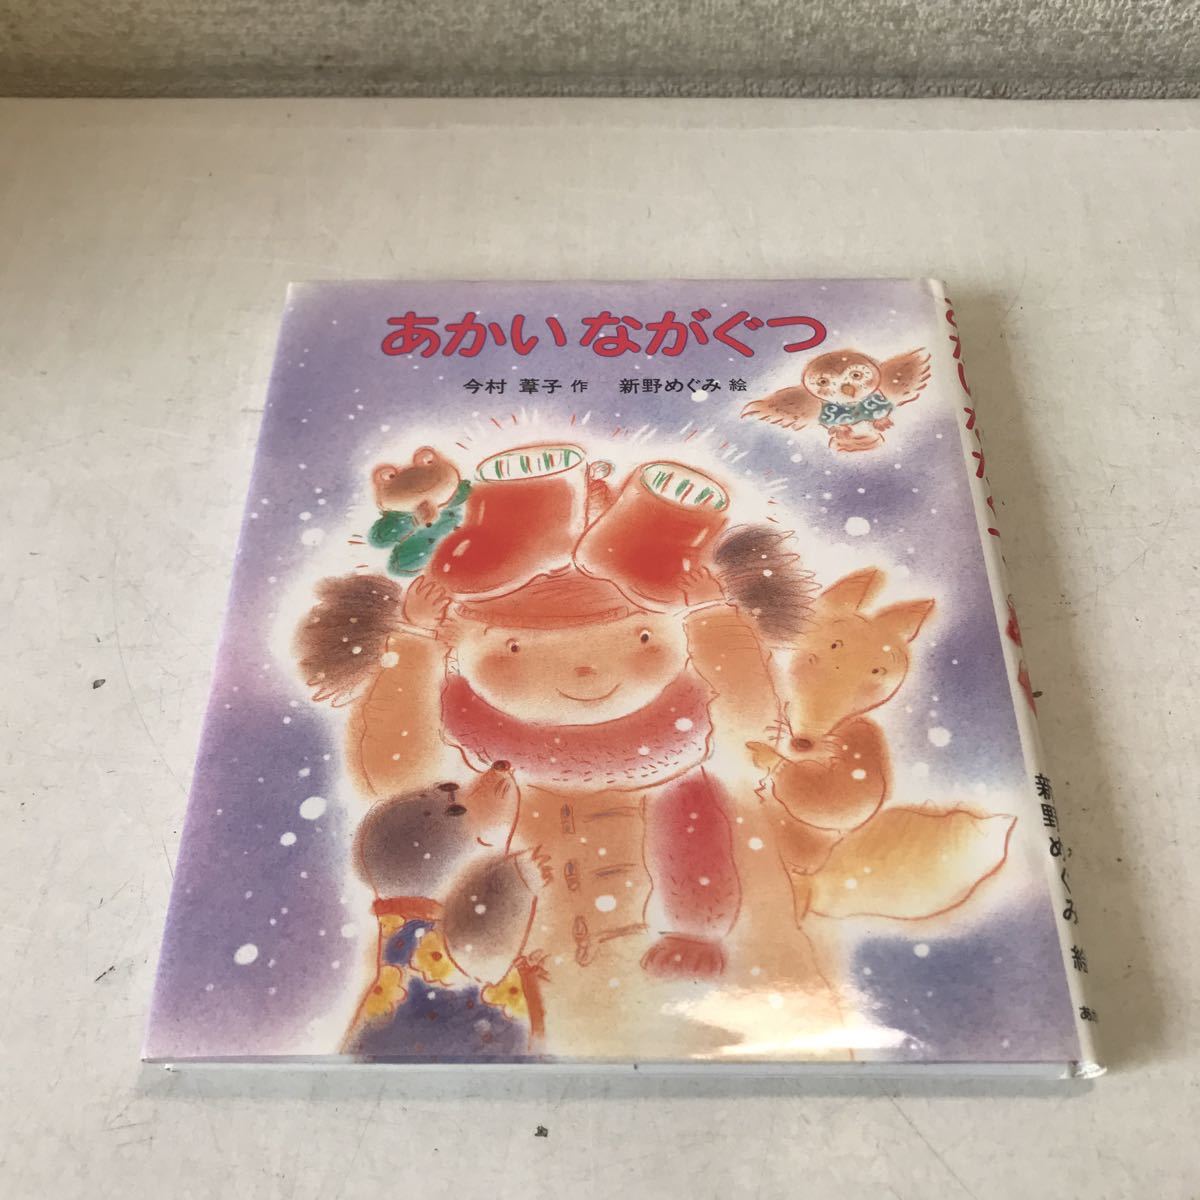 あかい ながぐつ
今村 葦子 作 新野めぐみ 絵
新野めぐみ 絵